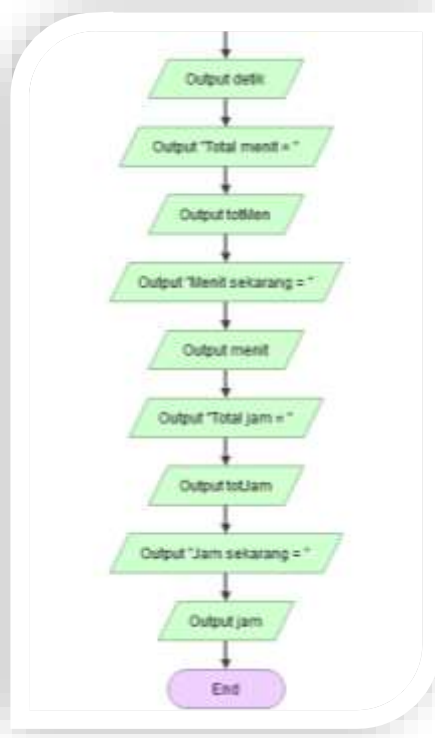 Output detik
Output "Total menit = "
Output totMen
Output "Menit sekarang = "
Output menit
Output "Total jam = "
Output totJam
Output "Jam sekarang = "
Output jam
End